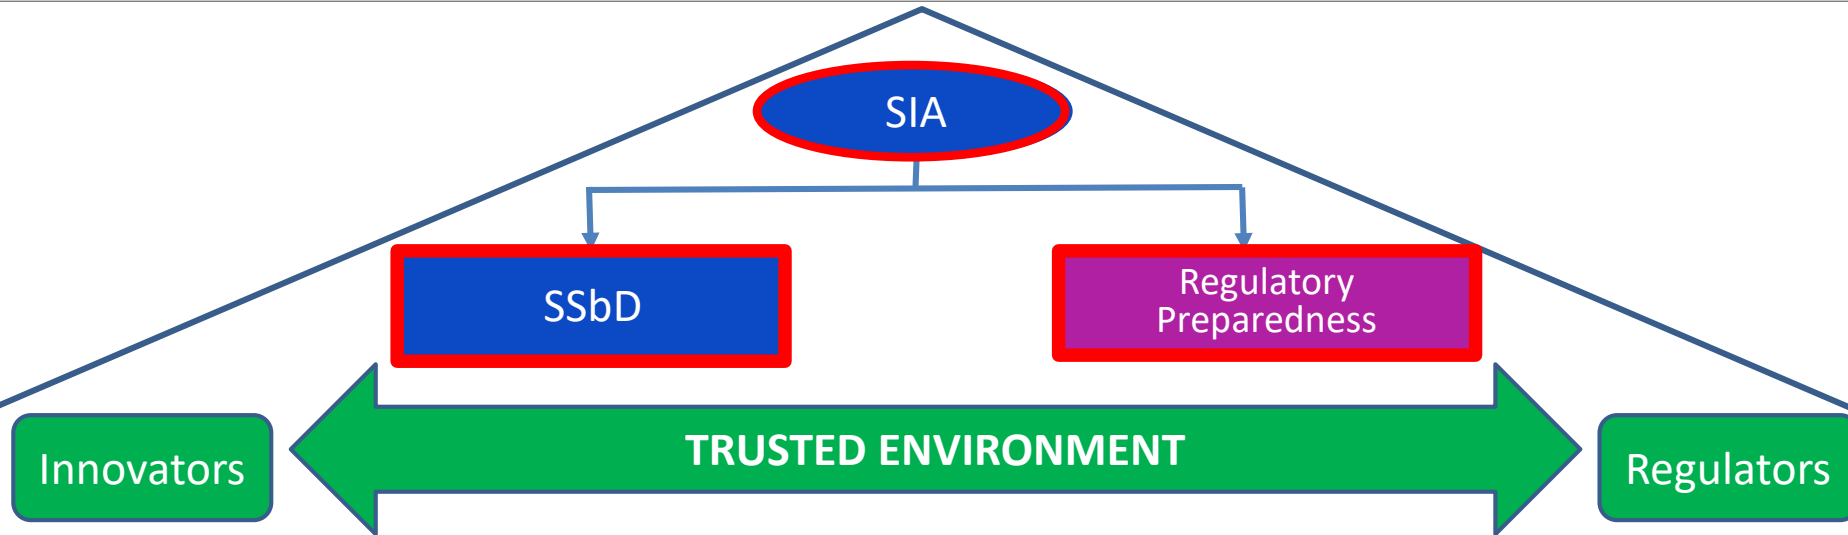 SIA
SSbD
Regulatory
Preparedness
TRUSTED ENVIRONMENT
Innovators
Regulators